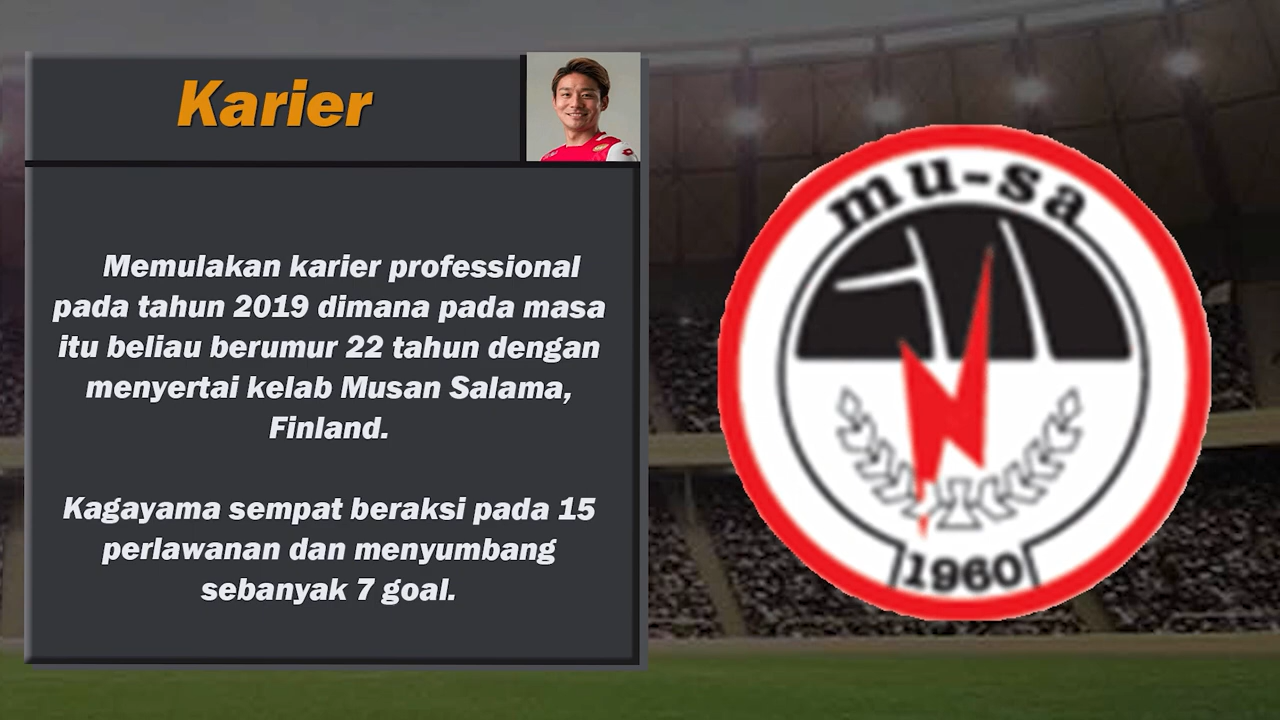 Karier
Memulakan karier professional
pada tahun 2019 dimana pada masa
itu beliau berumur 22 tahun dengan
menyertai kelab Musan Salama,
Finland.
Kagayama sempat beraksi pada 15
perlawanan dan menyumbang
sebanyak 7 goal.
mu-sa
1960